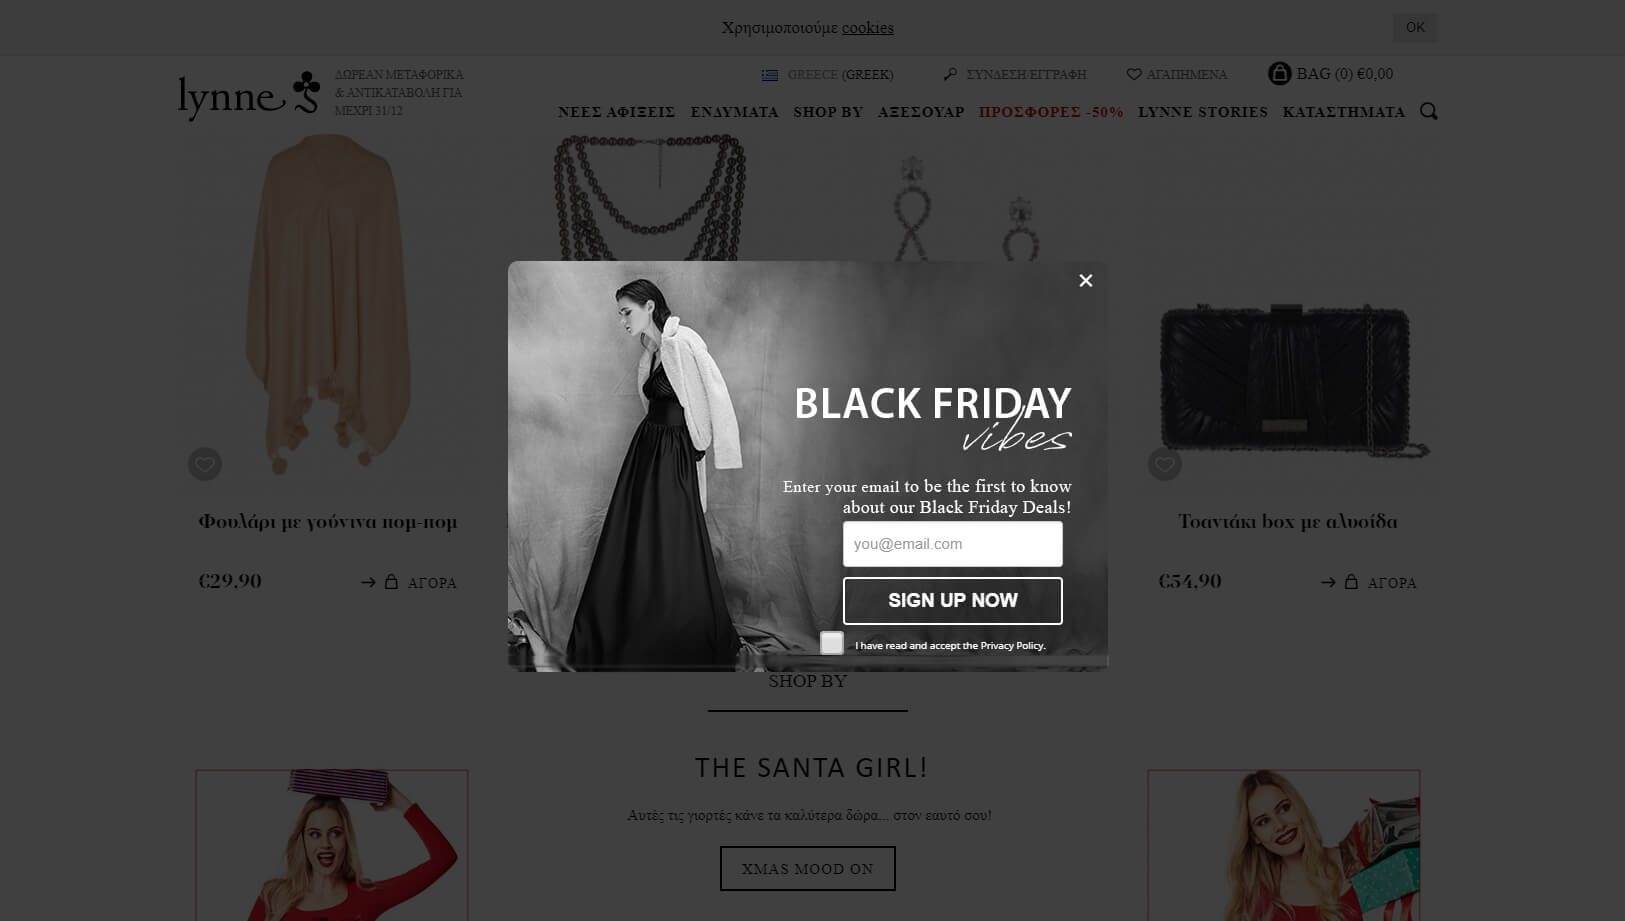 Χρησιμοποιούμε cookies
OK
lynne
ΔΩΡΕΑΝ ΜΕΤΑΦΟΡΙΚΑ
& ΑΝΤΙΚΑΤΑΒΟΛΗ ΓΙΑ
ΜΕΧΡΙ 31/12
GREECE (GREEK)
ΣΥΝΔΕΣΗ/ΕΓΓΡΑΦΗ
ΑΓΑΠΗΜΕΝΑ
BAG (0) €0,00
ΝΕΕΣ ΑΦΙΞΕΙΣ ΕΝΔΥΜΑΤΑ SHOP BY ΑΞΕΣΟΥΑΡ ΠΡΟΣΦΟΡΕΣ -50% LYNNE STORIES ΚΑΤΑΣΤΗΜΑΤΑ
BLACK FRIDAY
vibes
Enter your email to be the first to know
about our Black Friday Deals!
you@email.com
SIGN UP NOW
I have read and accept the Privacy Policy.
Φουλάρι με γούνινα πομ-πομ
€29,90
→ ΑΓΟΡΑ
Τσαντάκι box με αλυσίδα
€54,90
→ ΑΓΟΡΑ
SHOP BY
THE SANTA GIRL!
Αυτές τις γιορτές κάνε τα καλύτερα δώρα... στον εαυτό σου!
XMAS MOOD ON